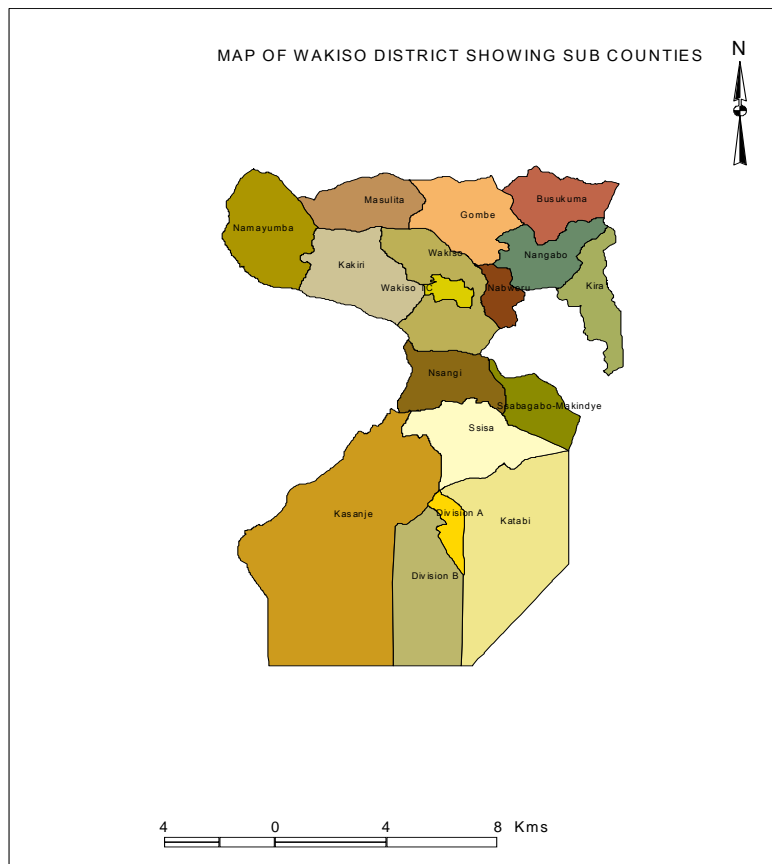 MAP OF WAKISO DISTRICT SHOWING SUB COUNTIES
N
Masulita
Busukuma
Gombe
Namayumba
Wakiso
Nangabo
Kakiri
Wakiso TC
Nabweru
Kira
Nsangi
Ssabagabo-Makindye
Ssisa
Kasanje
Division A
Katabi
Division B
4 0 4 8 Kms